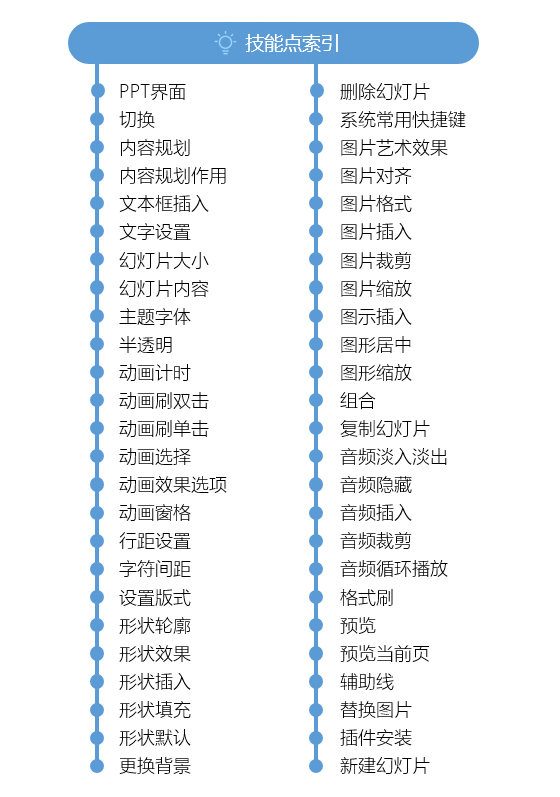 技能点索引
PPT界面
切换
内容规划
内容规划作用
文本框插入
文字设置
幻灯片大小
幻灯片内容
主题字体
半透明
动画计时
动画刷双击
动画刷单击
动画选择
动画效果选项
动画窗格
行距设置
字符间距
设置版式
形状轮廓
形状效果
形状插入
形状填充
形状默认
更换背景
删除幻灯片
系统常用快捷键
图片艺术效果
图片对齐
图片格式
图片插入
图片裁剪
图片缩放
图示插入
图形居中
图形缩放
组合
复制幻灯片
音频淡入淡出
音频隐藏
音频插入
音频裁剪
音频循环播放
格式刷
预览
预览当前页
辅助线
替换图片
插件安装
新建幻灯片